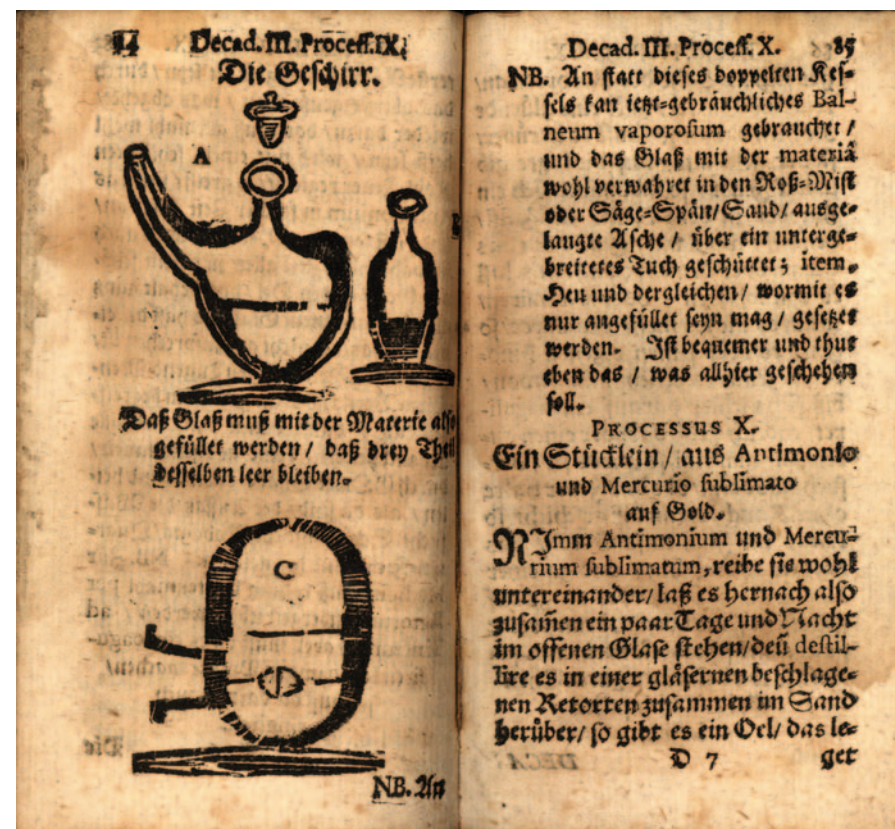 84 Decad. III. Process. IX.
Die Geschirr.
A
Daß Glaß muß mit der Materie also
gefüllet werden / daß drey Theil
desselben leer bleiben.
C
NB. An
Decad. III. Process. X. 85
NB. An statt dieses doppelten Kes-
sels kan ietzt-gebräuchliches Bal-
neum vaporosum gebrauchet /
und das Glaß mit der materiâ
wohl verwahret in den Roß-Mist
oder Säge-Spän/ Sand/ ausge-
laugte Asche / über ein unterge-
breitetes Tuch geschüttet; item,
Heu und dergleichen / wormit es
nur angefüllet seyn mag / gesetzet
werden. Ist bequemer und thut
eben das / was allhier geschehen
soll.
PROCESSUS X.
Ein Stücklein / aus Antimonio
und Mercurio sublimato
auf Gold.
NImm Antimonium und Mercu-
rium sublimatum, reibe sie wohl
untereinander/ laß es hernach also
zusam̃en ein paar Tage und Nacht
im offenen Glase stehen/ deñ destil-
lire es in einer gläsernen beschlage-
nen Retorten zusammen im Sand
herüber/ so gibt es ein Oel/ das le-
D 7 get